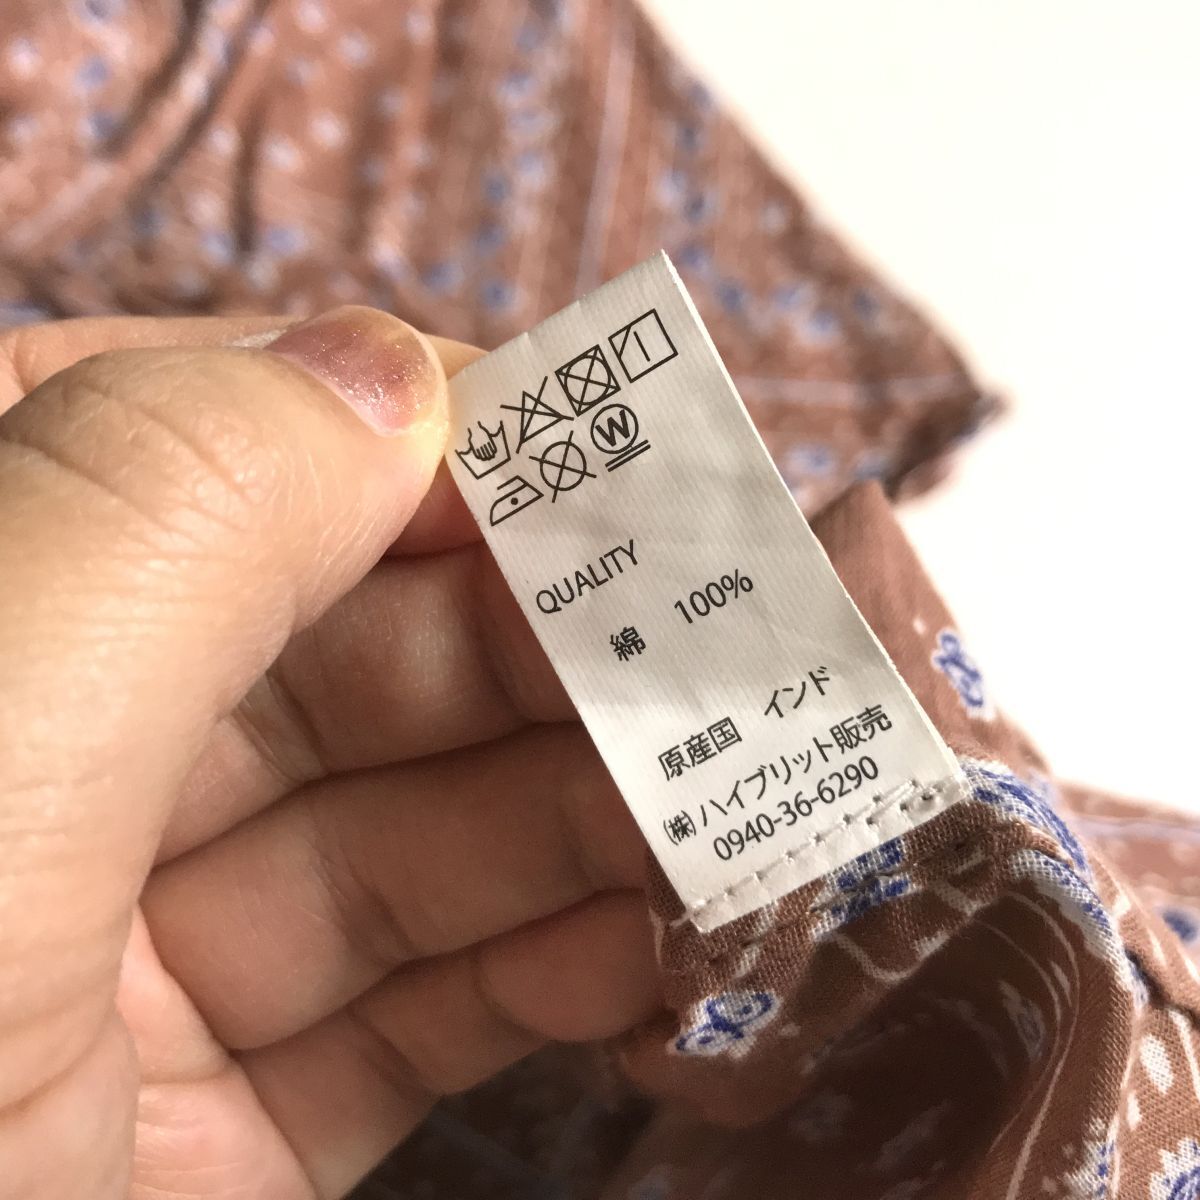 W
QUALITY
綿 100%
原産国 インド
(株)ハイブリット販売
0940-36-6290